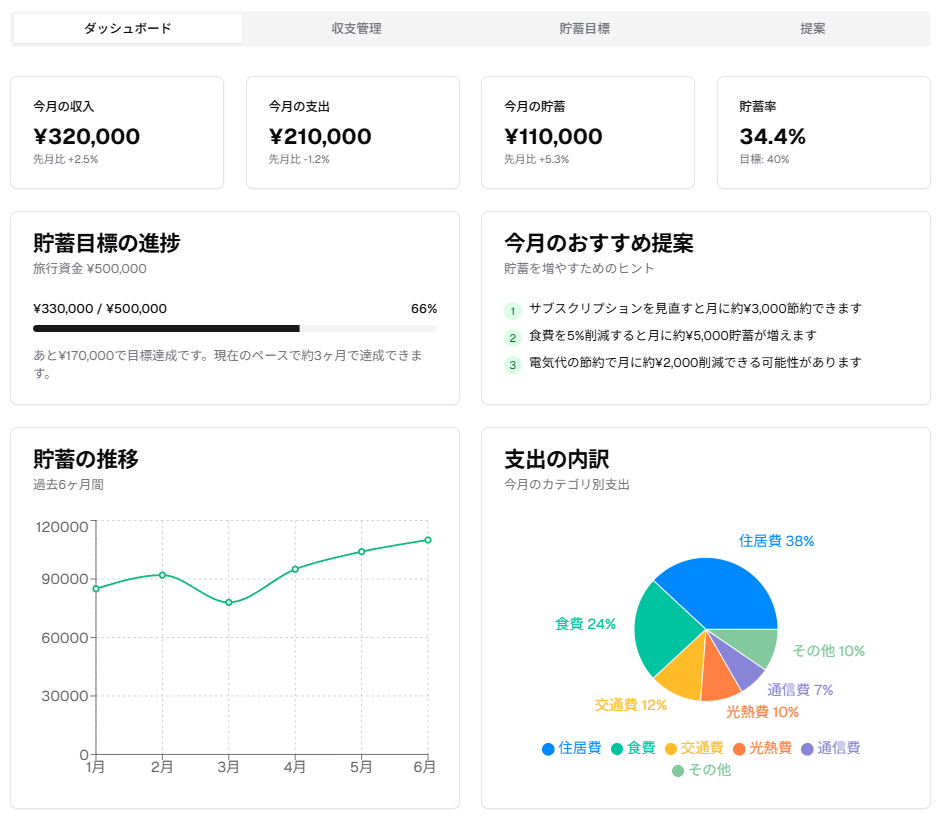 ダッシュボード
収支管理
貯蓄目標
提案
今月の収入
¥320,000
先月比 +2.5%
今月の支出
¥210,000
先月比 -1.2%
今月の貯蓄
¥110,000
先月比 +5.3%
貯蓄率
34.4%
目標: 40%
貯蓄目標の進捗
旅行資金 ¥500,000
¥330,000 / ¥500,000
66%
あと¥170,000で目標達成です。現在のペースで約3ヶ月で達成できま
す。
今月のおすすめ提案
貯蓄を増やすためのヒント
1 サブスクリプションを見直すと月に約¥3,000節約できます
2 食費を5%削減すると月に約¥5,000貯蓄が増えます
3 電気代の節約で月に約¥2,000削減できる可能性があります
貯蓄の推移
過去6ヶ月間
120000
90000
60000
30000
0
1月
2月
3月
4月
5月
6月
支出の内訳
今月のカテゴリ別支出
住居費 38%
食費 24%
その他 10%
通信費 7%
交通費 12%
光熱費 10%
住居費
食費
交通費
光熱費
通信費
その他